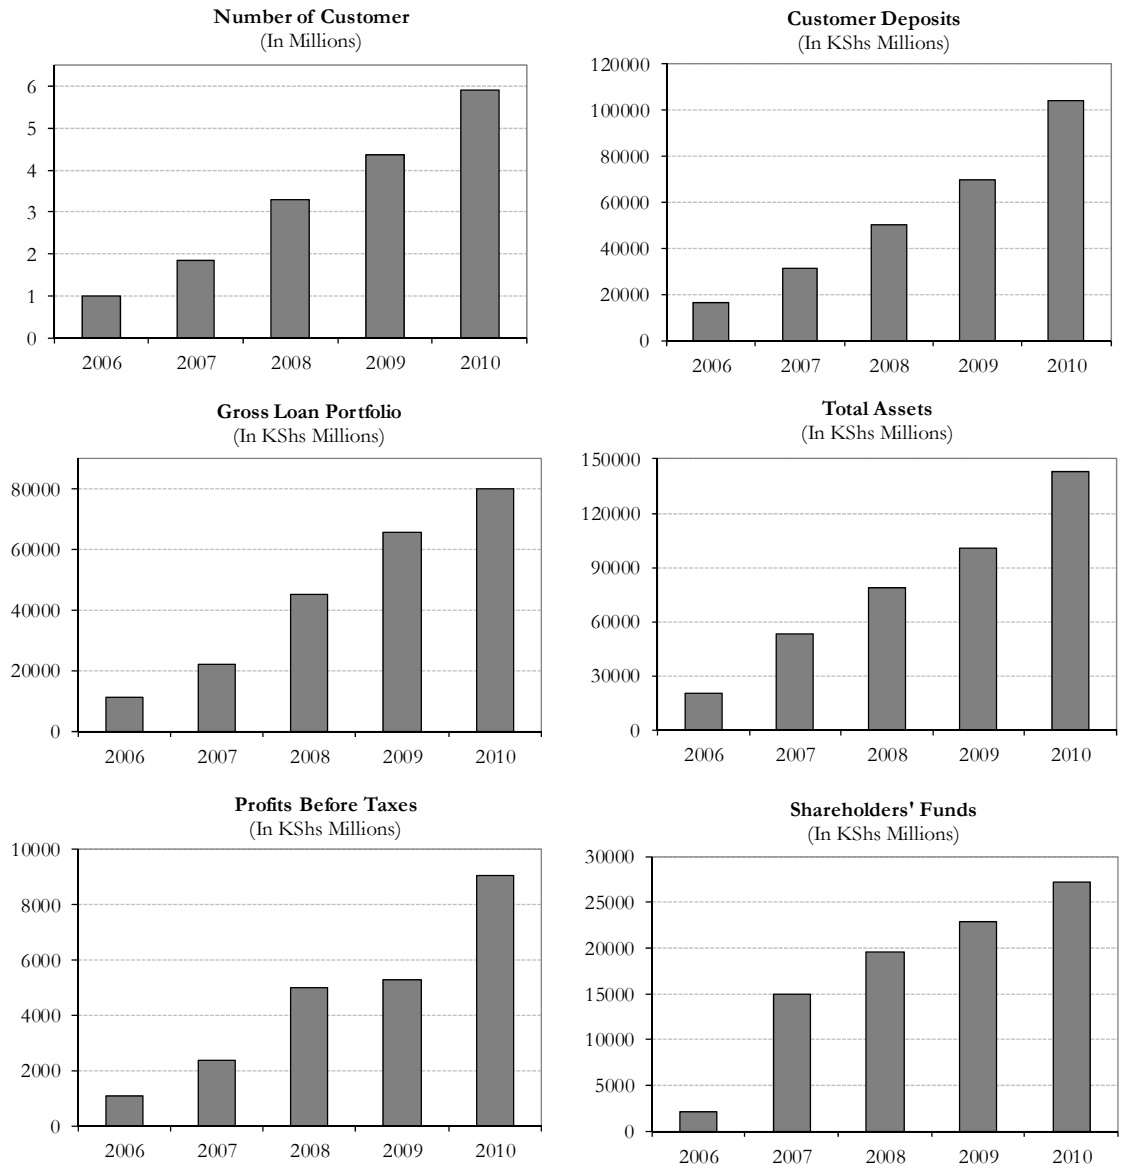 Number of Customer
(In Millions)
6
5
4
3
2
1
0
2006 2007 2008 2009 2010
Customer Deposits
(In KShs Millions)
120000
100000
80000
60000
40000
20000
0
2006 2007 2008 2009 2010
Gross Loan Portfolio
(In KShs Millions)
80000
60000
40000
20000
0
2006 2007 2008 2009 2010
Total Assets
(In KShs Millions)
150000
120000
90000
60000
30000
0
2006 2007 2008 2009 2010
Profits Before Taxes
(In KShs Millions)
10000
8000
6000
4000
2000
0
2006 2007 2008 2009 2010
Shareholders' Funds
(In KShs Millions)
30000
25000
20000
15000
10000
5000
0
2006 2007 2008 2009 2010